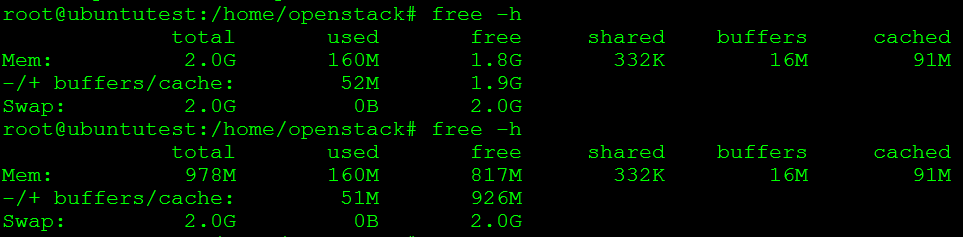 root@ubuntutest:/home/openstack# free -h
total used free shared buffers cached
Mem: 2.0G 160M 1.8G 332K 16M 91M
-/+ buffers/cache: 52M 1.9G
Swap: 2.0G 0B 2.0G
root@ubuntutest:/home/openstack# free -h
total used free shared buffers cached
Mem: 978M 160M 817M 332K 16M 91M
-/+ buffers/cache: 51M 926M
Swap: 2.0G 0B 2.0G